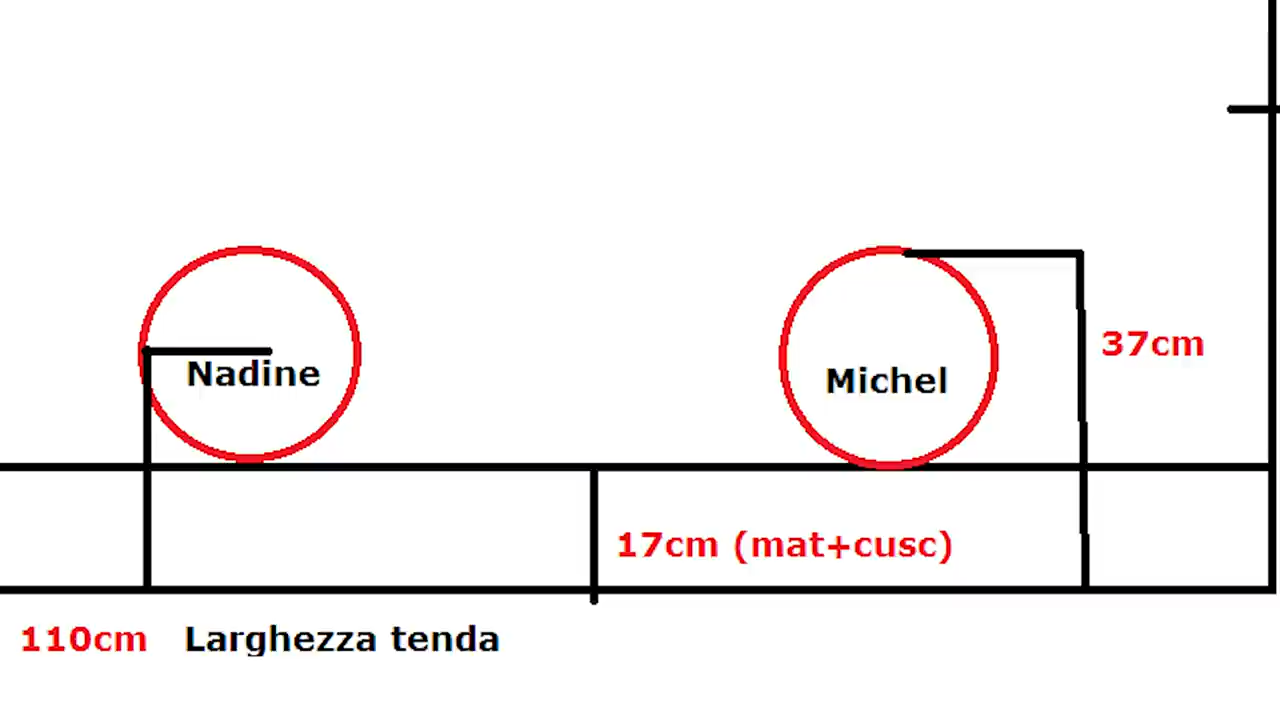 37cm
Nadine
Michel
17cm (mat+cusc)
110cm Larghezza tenda